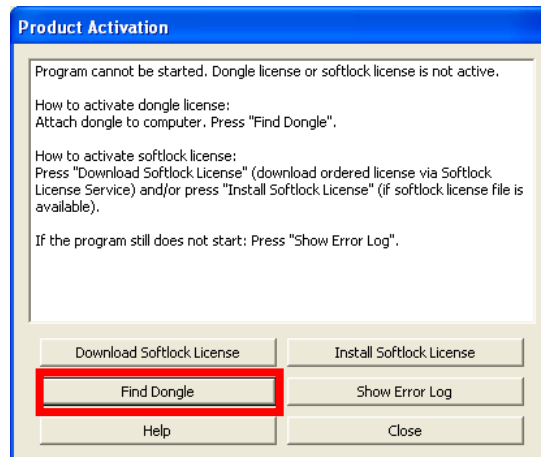 Product Activation
Program cannot be started. Dongle license or softlock license is not active.
How to activate dongle license:
Attach dongle to computer. Press "Find Dongle".
How to activate softlock license:
Press "Download Softlock License" (download ordered license via Softlock
License Service) and/or press "Install Softlock License" (if softlock license file is
available).
If the program still does not start: Press "Show Error Log".
Download Softlock License
Install Softlock License
Find Dongle
Show Error Log
Help
Close